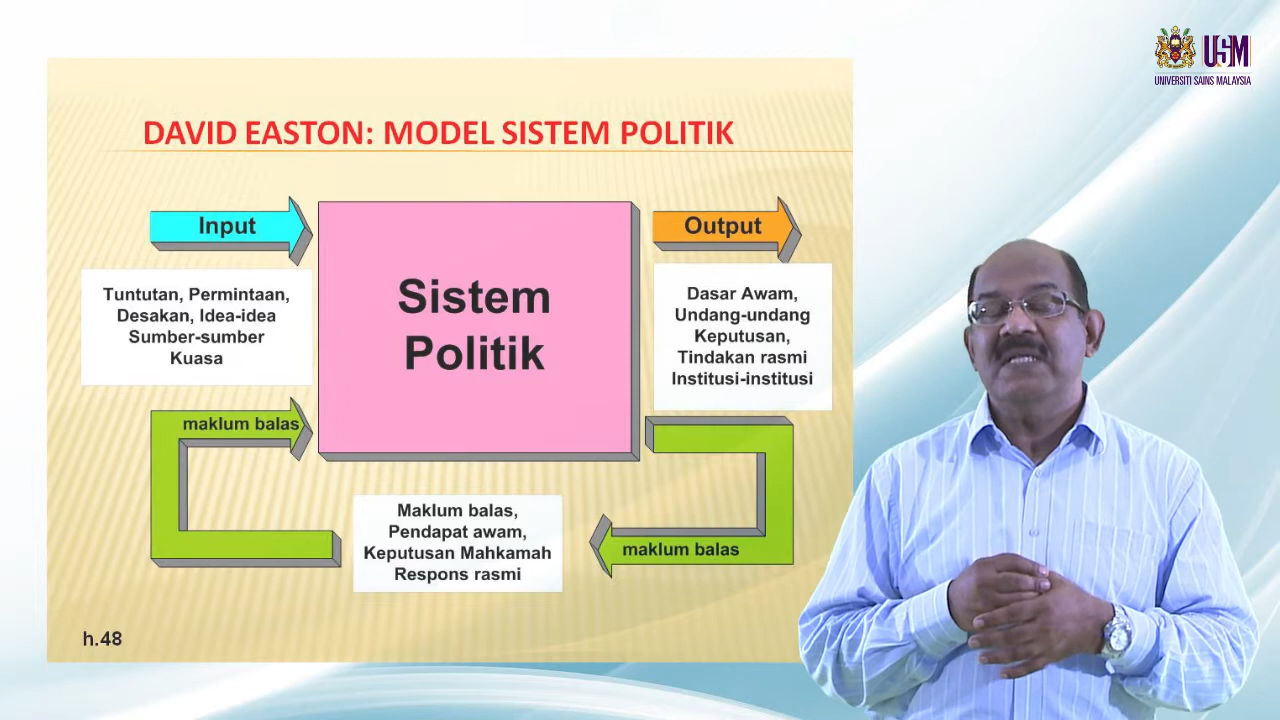 USM
UNIVERSITI SAINS MALAYSIA
DAVID EASTON: MODEL SISTEM POLITIK
Input
Output
Sistem
Politik
Tuntutan, Permintaan,
Desakan, Idea-idea
Sumber-sumber
Kuasa
Dasar Awam,
Undang-undang
Keputusan,
Tindakan rasmi
Institusi-institusi
maklum balas
Maklum balas,
Pendapat awam,
Keputusan Mahkamah
Respons rasmi
maklum balas
h.48